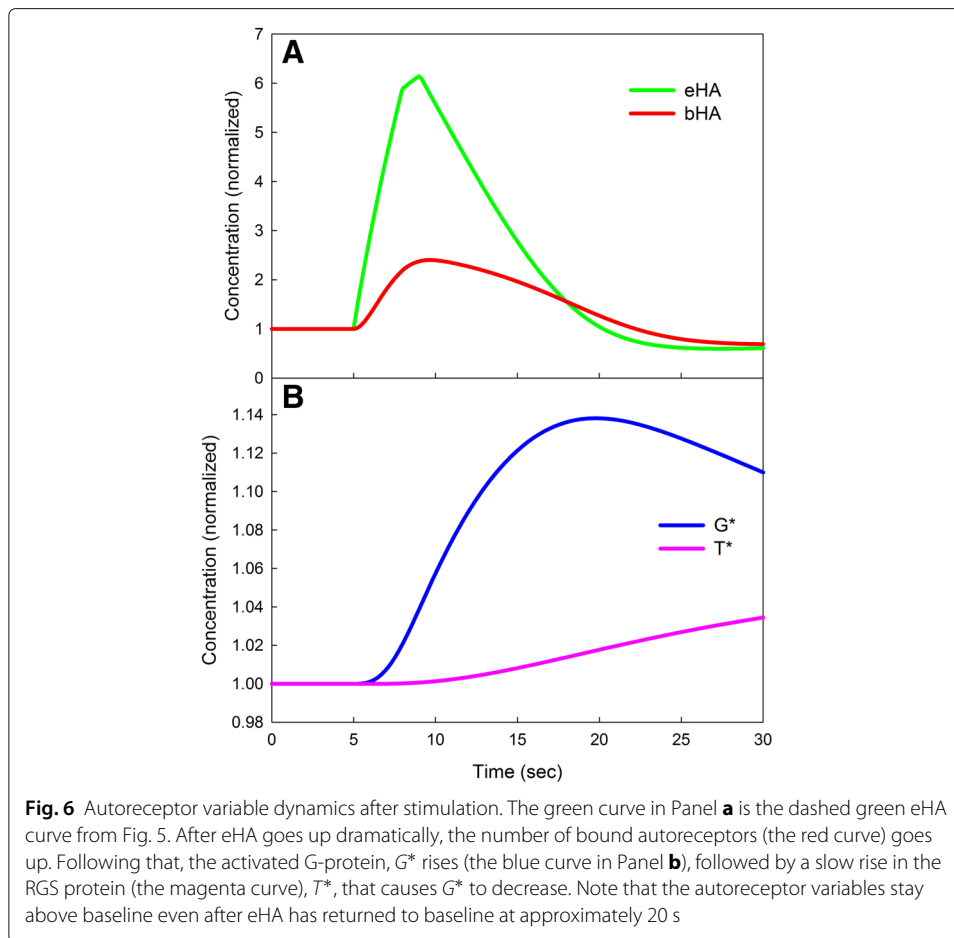 A
7
6
5
4
3
2
1
0
Concentration (normalized)
eHA
bHA
B
1.14
1.12
1.10
1.08
1.06
1.04
1.02
1.00
0.98
Concentration (normalized)
G*
T*
0 5 10 15 20 25 30
Time (sec)
Fig. 6 Autoreceptor variable dynamics after stimulation. The green curve in Panel a is the dashed green eHA
curve from Fig. 5. After eHA goes up dramatically, the number of bound autoreceptors (the red curve) goes
up. Following that, the activated G-protein, G* rises (the blue curve in Panel b), followed by a slow rise in the
RGS protein (the magenta curve), T*, that causes G* to decrease. Note that the autoreceptor variables stay
above baseline even after eHA has returned to baseline at approximately 20 s